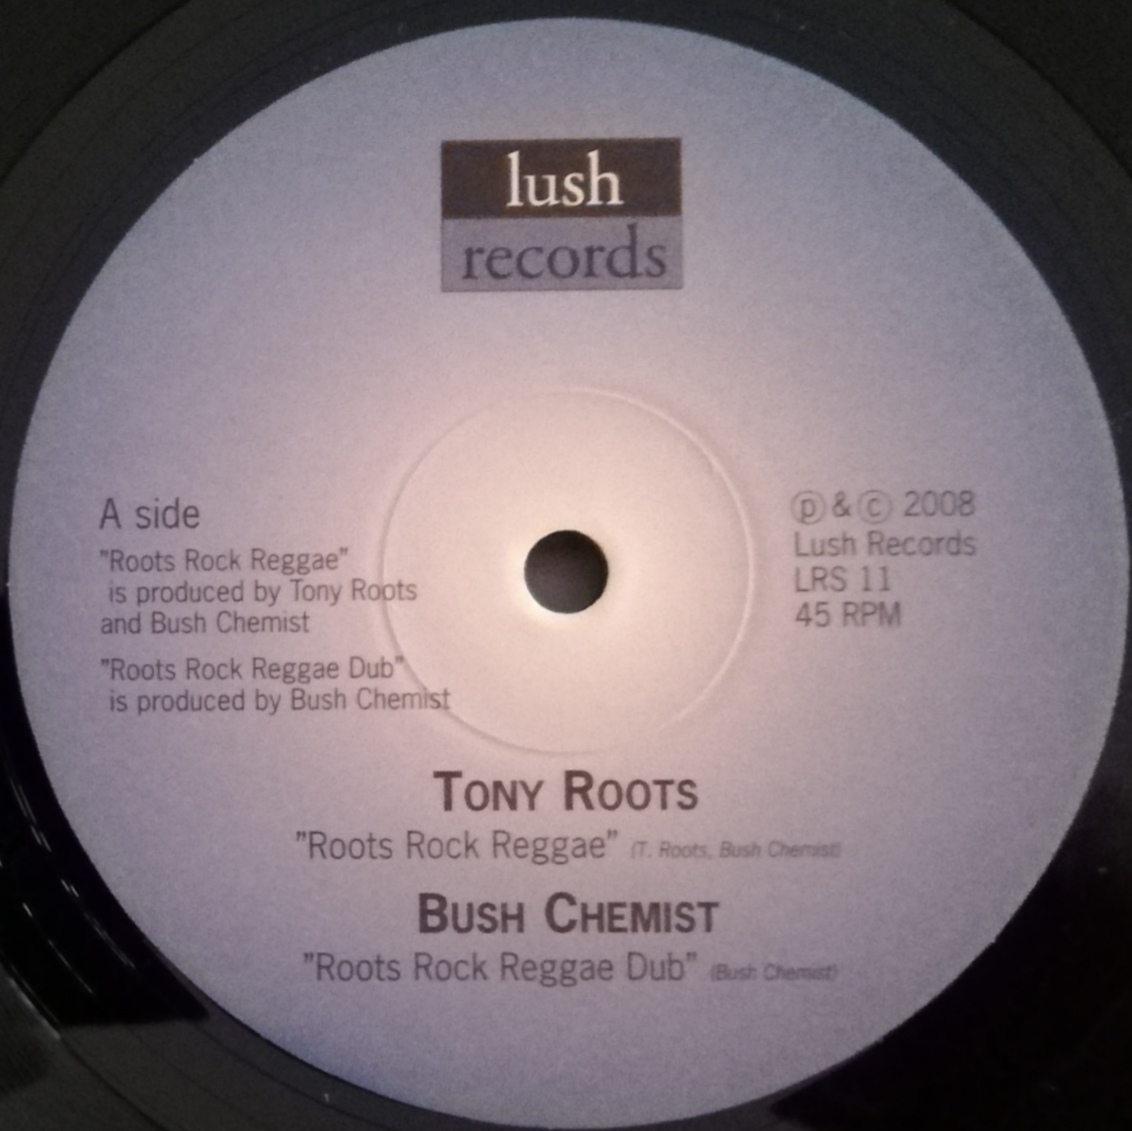 lush
records
A side
"Roots Rock Reggae"
is produced by Tony Roots
and Bush Chemist
"Roots Rock Reggae Dub"
is produced by Bush Chemist
℗ & © 2008
Lush Records
LRS 11
45 RPM
TONY ROOTS
"Roots Rock Reggae" (T. Roots, Bush Chemist)
BUSH CHEMIST
"Roots Rock Reggae Dub" (Bush Chemist)